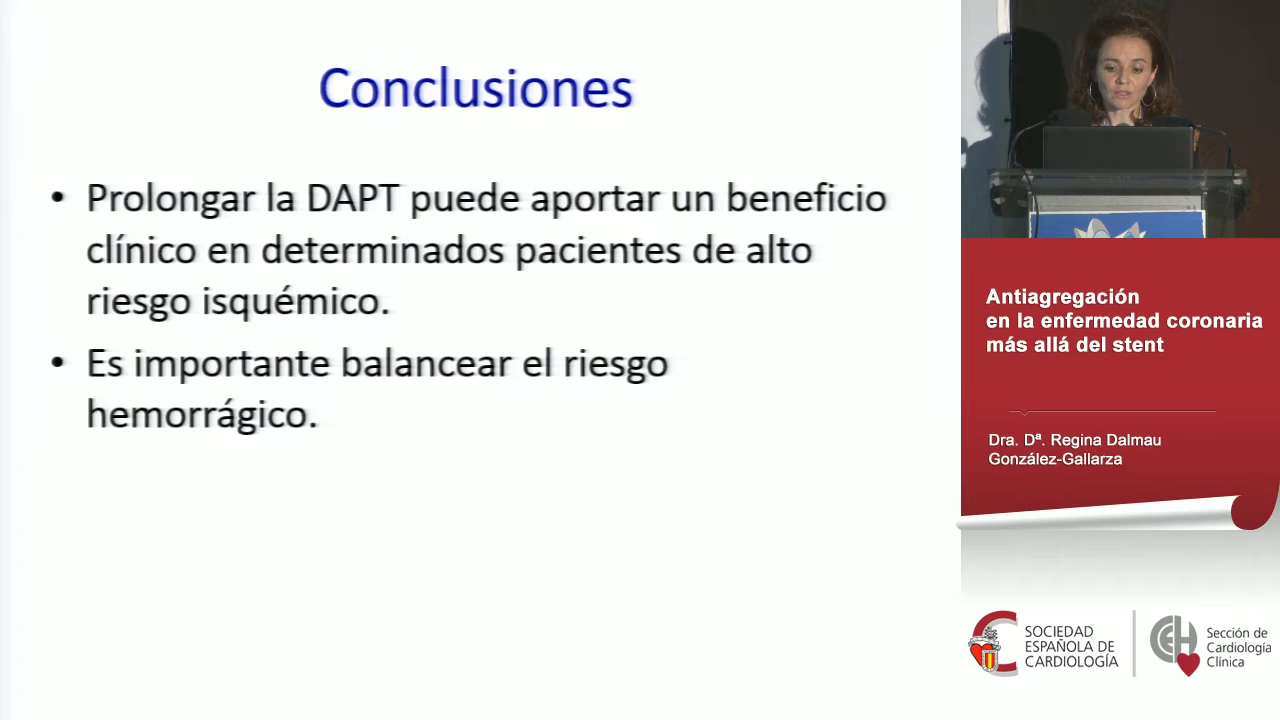 Conclusiones
• Prolongar la DAPT puede aportar un beneficio
clínico en determinados pacientes de alto
riesgo isquémico.
• Es importante balancear el riesgo
hemorrágico.
Antiagregación
en la enfermedad coronaria
más allá del stent
Dra. Dª. Regina Dalmau
González-Gallarza
SOCIEDAD
ESPAÑOLA DE
CARDIOLOGÍA
Sección de
Cardiología
Clínica